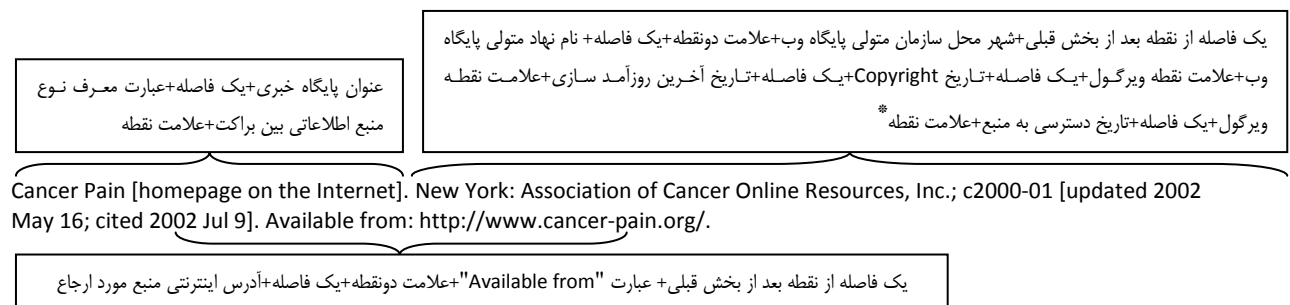 یک فاصله از نقطه بعد از بخش قبلی+شهر محل سازمان متولی پایگاه وب+علامت دونقطه+یک فاصله+ نام نهاد متولی پایگاه
وب+علامت نقطه ویرگول+یک فاصله+تاریخ Copyright+یک فاصله+تاریخ آخرین روزآمد سازی+علامت نقطه
ویرگول+یک فاصله+تاریخ دسترسی به منبع+علامت نقطه*
عنوان پایگاه خبری+یک فاصله+عبارت معرف نوع
منبع اطلاعاتی بین براکت+علامت نقطه
Cancer Pain [homepage on the Internet]. New York: Association of Cancer Online Resources, Inc.; c2000-01 [updated 2002
May 16; cited 2002 Jul 9]. Available from: http://www.cancer-pain.org/.
یک فاصله از نقطه بعد از بخش قبلی+ عبارت "Available from"+علامت دونقطه+یک فاصله+آدرس اینترنتی منبع مورد ارجاع